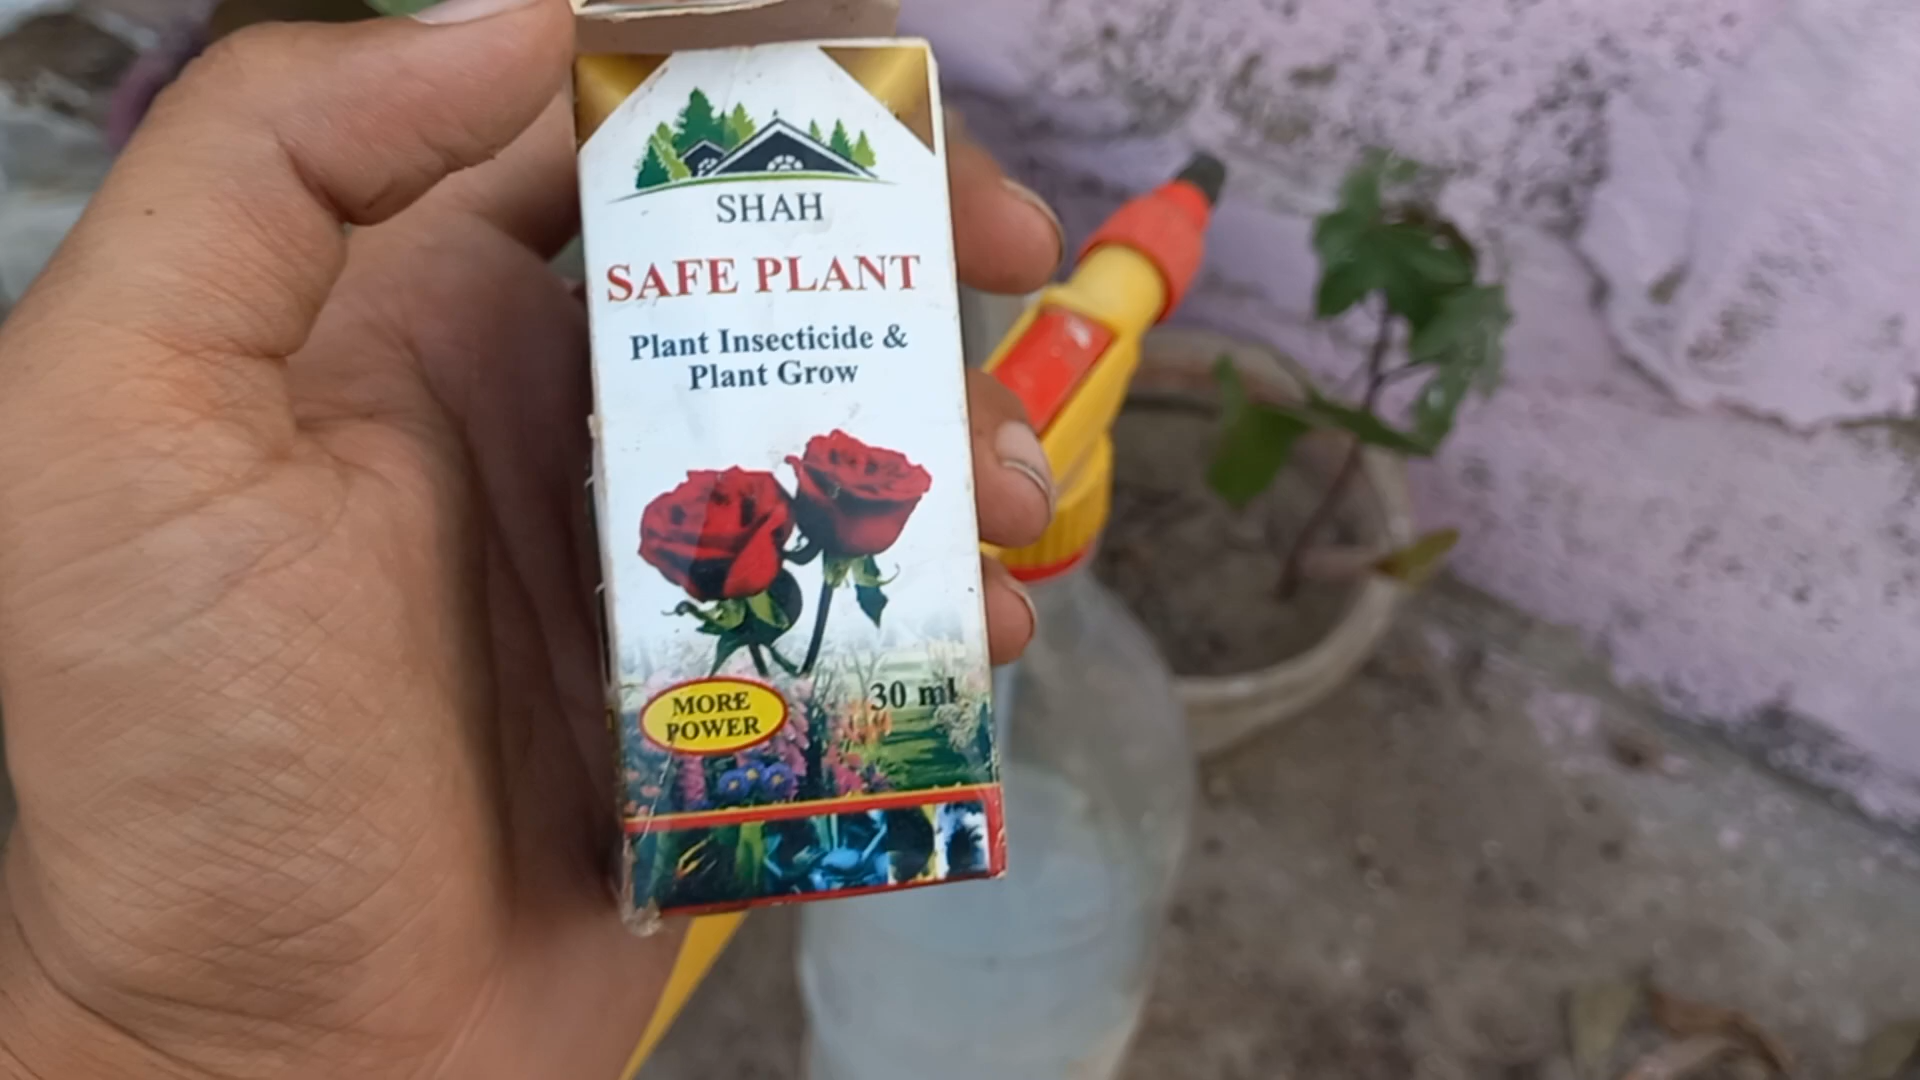 SHAH
SAFE PLANT
Plant Insecticide &
Plant Grow
MORE
POWER
30 ml